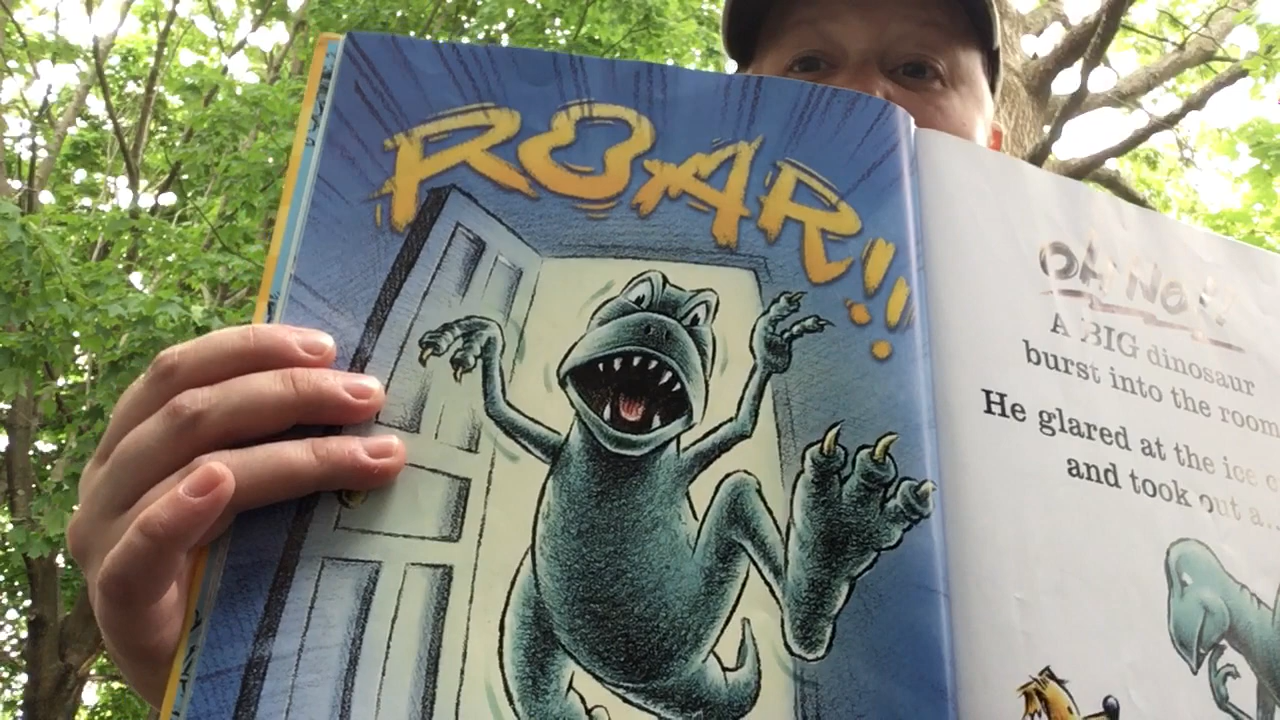 ROAR!!
OH NO!!
A BIG dinosaur
burst into the room
He glared at the ice c
and took out a...